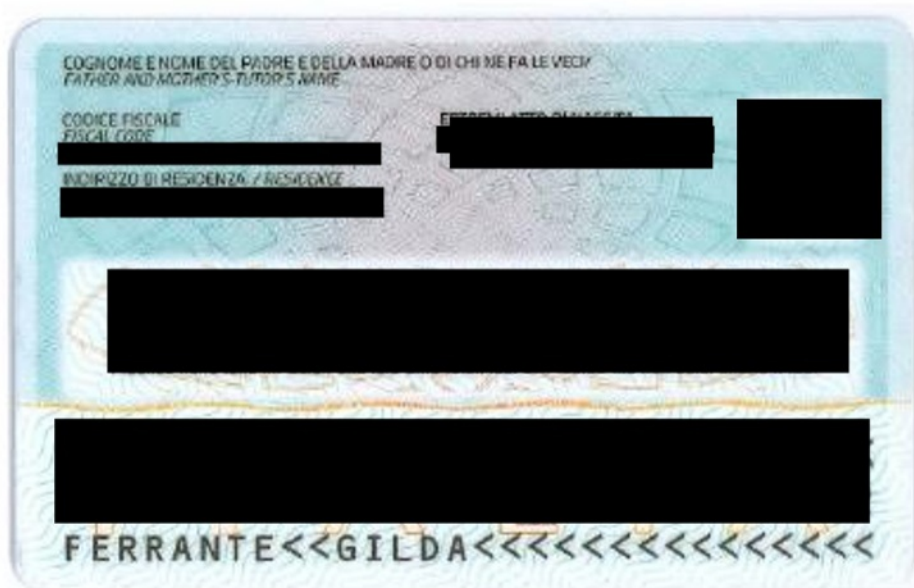 COGNOME E NOME DEL PADRE E DELLA MADRE O DI CHI NE FA LE VECI/
FATHER AND MOTHER'S-TUTOR'S NAME
CODICE FISCALE
FISCAL CODE
INDIRIZZO DI RESIDENZA / RESIDENCE
FERRANTE<<GILDA<<<<<<<<<<<<<<<<